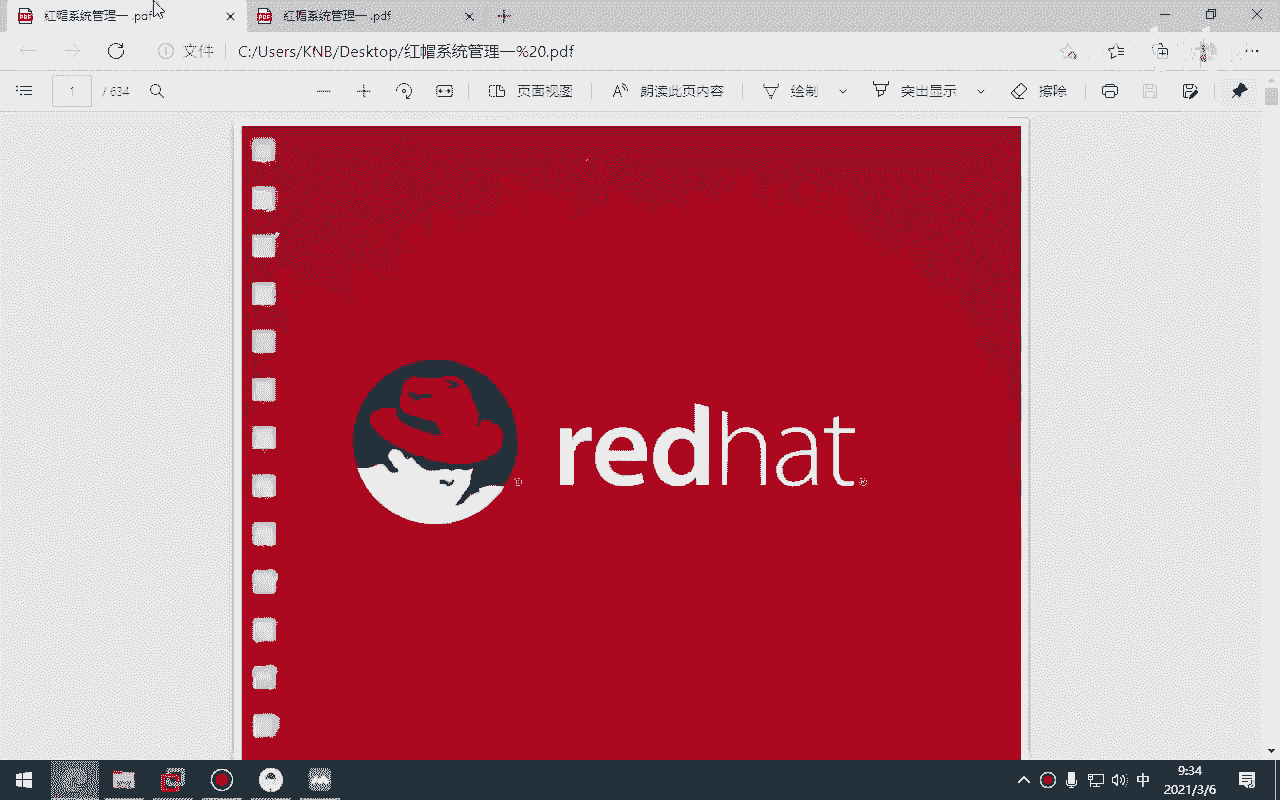 红帽系统管理一 .pdf
红帽系统管理一 .pdf
文件
C:/Users/KNB/Desktop/红帽系统管理一%20.pdf
1 / 634
页面视图
朗读此页内容
绘制
突出显示
擦除
redhat
中
9:34
2021/3/6